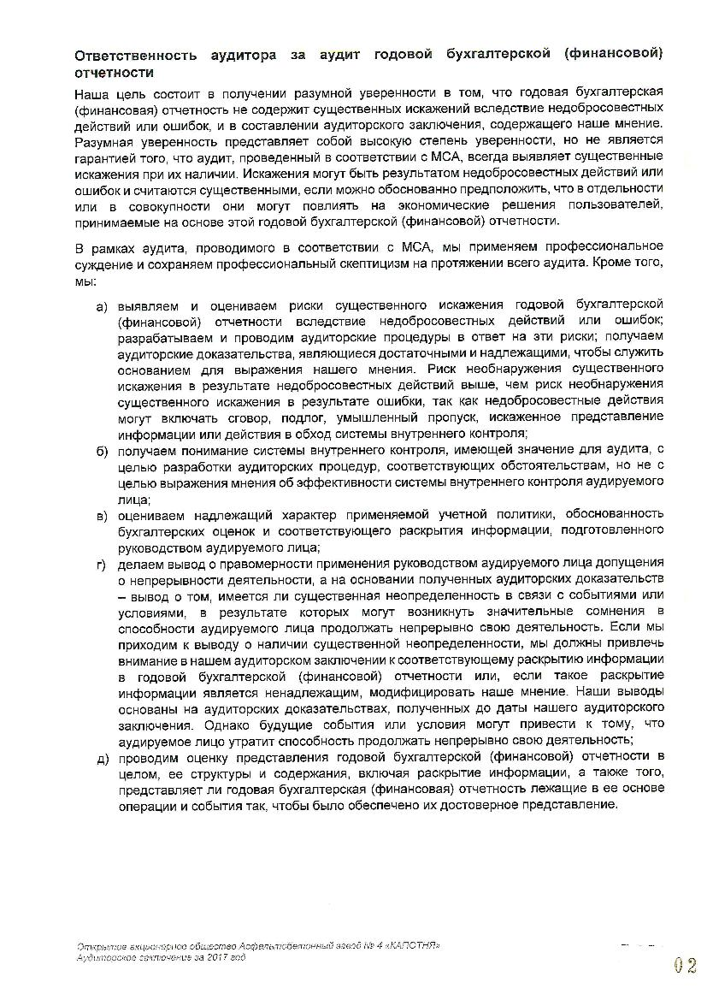 Ответственность аудитора за аудит годовой бухгалтерской (финансовой)
отчетности
Наша цель состоит в получении разумной уверенности в том, что годовая бухгалтерская
(финансовая) отчетность не содержит существенных искажений вследствие недобросовестных
действий или ошибок, и в составлении аудиторского заключения, содержащего наше мнение.
Разумная уверенность представляет собой высокую степень уверенности, но не является
гарантией того, что аудит, проведенный в соответствии с МСА, всегда выявляет существенные
искажения при их наличии. Искажения могут быть результатом недобросовестных действий или
ошибок и считаются существенными, если можно обоснованно предположить, что в отдельности
или в совокупности они могут повлиять на экономические решения пользователей,
принимаемые на основе этой годовой бухгалтерской (финансовой) отчетности.
В рамках аудита, проводимого в соответствии с МСА, мы применяем профессиональное
суждение и сохраняем профессиональный скептицизм на протяжении всего аудита. Кроме того,
мы:
а) выявляем и оцениваем риски существенного искажения годовой бухгалтерской
(финансовой) отчетности вследствие недобросовестных действий или ошибок;
разрабатываем и проводим аудиторские процедуры в ответ на эти риски; получаем
аудиторские доказательства, являющиеся достаточными и надлежащими, чтобы служить
основанием для выражения нашего мнения. Риск необнаружения существенного
искажения в результате недобросовестных действий выше, чем риск необнаружения
существенного искажения в результате ошибки, так как недобросовестные действия
могут включать сговор, подлог, умышленный пропуск, искаженное представление
информации или действия в обход системы внутреннего контроля;
б) получаем понимание системы внутреннего контроля, имеющей значение для аудита, с
целью разработки аудиторских процедур, соответствующих обстоятельствам, но не с
целью выражения мнения об эффективности системы внутреннего контроля аудируемого
лица;
в) оцениваем надлежащий характер применяемой учетной политики, обоснованность
бухгалтерских оценок и соответствующего раскрытия информации, подготовленного
руководством аудируемого лица;
г) делаем вывод о правомерности применения руководством аудируемого лица допущения
о непрерывности деятельности, а на основании полученных аудиторских доказательств
– вывод о том, имеется ли существенная неопределенность в связи с событиями или
условиями, в результате которых могут возникнуть значительные сомнения в
способности аудируемого лица продолжать непрерывно свою деятельность. Если мы
приходим к выводу о наличии существенной неопределенности, мы должны привлечь
внимание в нашем аудиторском заключении к соответствующему раскрытию информации
в годовой бухгалтерской (финансовой) отчетности или, если такое раскрытие
информации является ненадлежащим, модифицировать наше мнение. Наши выводы
основаны на аудиторских доказательствах, полученных до даты нашего аудиторского
заключения. Однако будущие события или условия могут привести к тому, что
аудируемое лицо утратит способность продолжать непрерывно свою деятельность;
д) проводим оценку представления годовой бухгалтерской (финансовой) отчетности в
целом, ее структуры и содержания, включая раскрытие информации, а также того,
представляет ли годовая бухгалтерская (финансовая) отчетность лежащие в ее основе
операции и события так, чтобы было обеспечено их достоверное представление.
Открытое акционерное общество Асфальтобетонный завод № 4 «КАПОТНЯ»
Аудиторское заключение за 2017 год
02